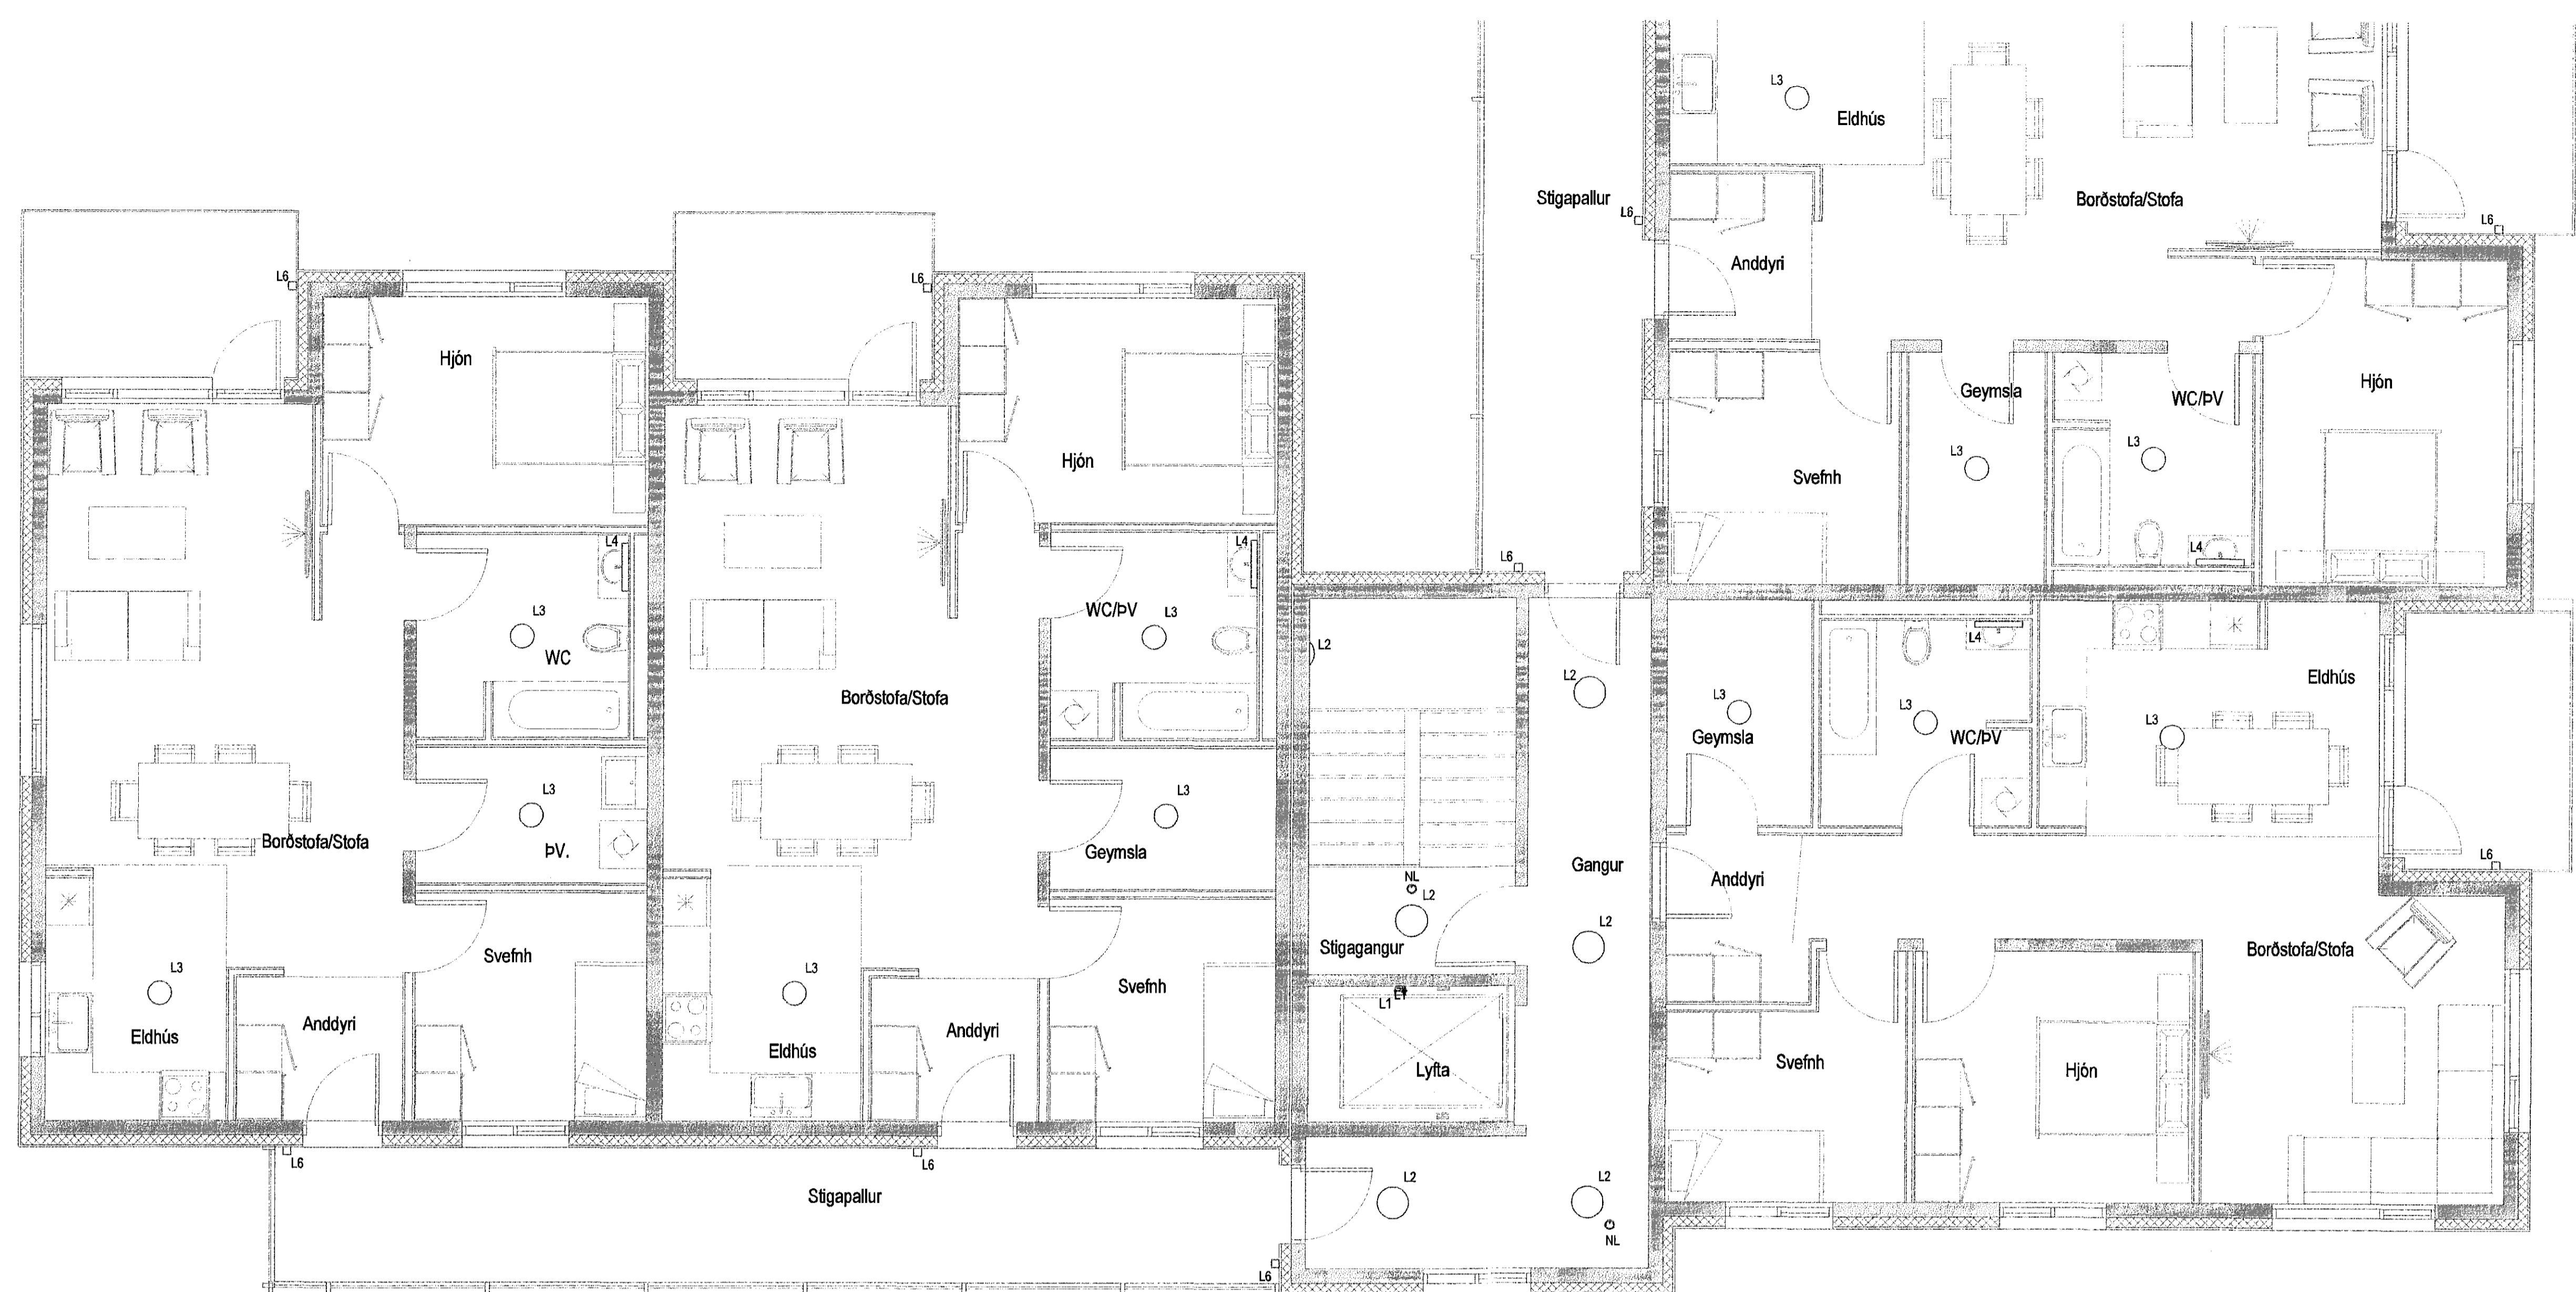 L3
Eldhús
Stigapallur
L6
Borðstofa/Stofa
L6
Anddyri
L6
L6
Hjón
Hjón
Geymsla
WC/ÞV
Hjón
L3
L3
Svefnh
L4
L4
L4
L6
L3
WC
WC/ÞV
L3
L2
L2
L4
Eldhús
Borðstofa/Stofa
L3
Geymsla
L3
WC/ÞV
L3
L3
ÞV.
Borðstofa/Stofa
L3
Geymsla
Gangur
Anddyri
L6
NL
L2
L2
Stigagangur
Borðstofa/Stofa
Svefnh
Svefnh
L3
Eldhús
Anddyri
L3
Eldhús
Anddyri
L1
L1
Lyfta
Svefnh
Hjón
L6
L6
Stigapallur
L2
L2
NL
L6